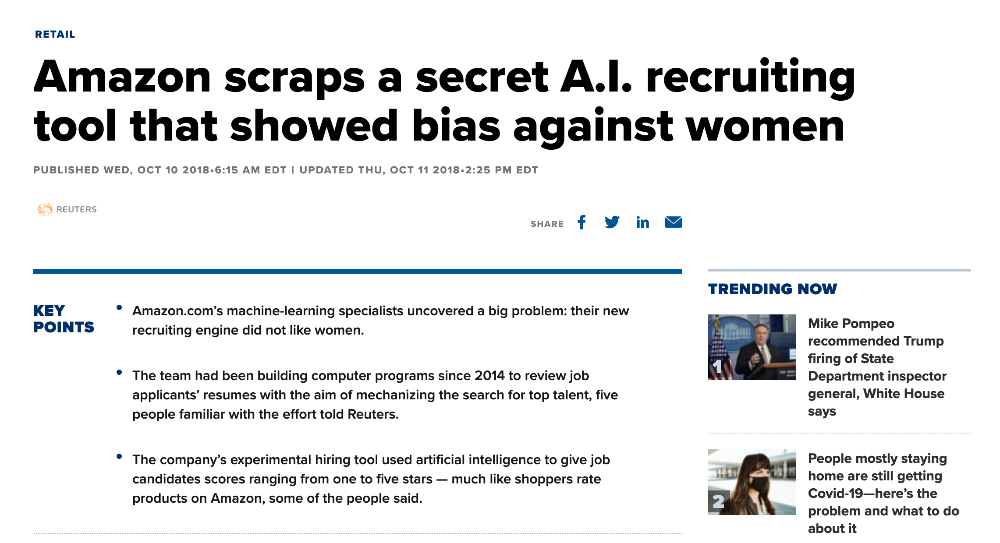 RETAIL
Amazon scraps a secret A.I. recruiting
tool that showed bias against women
PUBLISHED WED, OCT 10 2018•6:15 AM EDT | UPDATED THU, OCT 11 2018•2:25 PM EDT
REUTERS
SHARE
KEY
POINTS
• Amazon.com’s machine-learning specialists uncovered a big problem: their new
recruiting engine did not like women.
• The team had been building computer programs since 2014 to review job
applicants’ resumes with the aim of mechanizing the search for top talent, five
people familiar with the effort told Reuters.
• The company’s experimental hiring tool used artificial intelligence to give job
candidates scores ranging from one to five stars — much like shoppers rate
products on Amazon, some of the people said.
TRENDING NOW
1
Mike Pompeo
recommended Trump
firing of State
Department inspector
general, White House
says
2
People mostly staying
home are still getting
Covid-19—here’s the
problem and what to do
about it